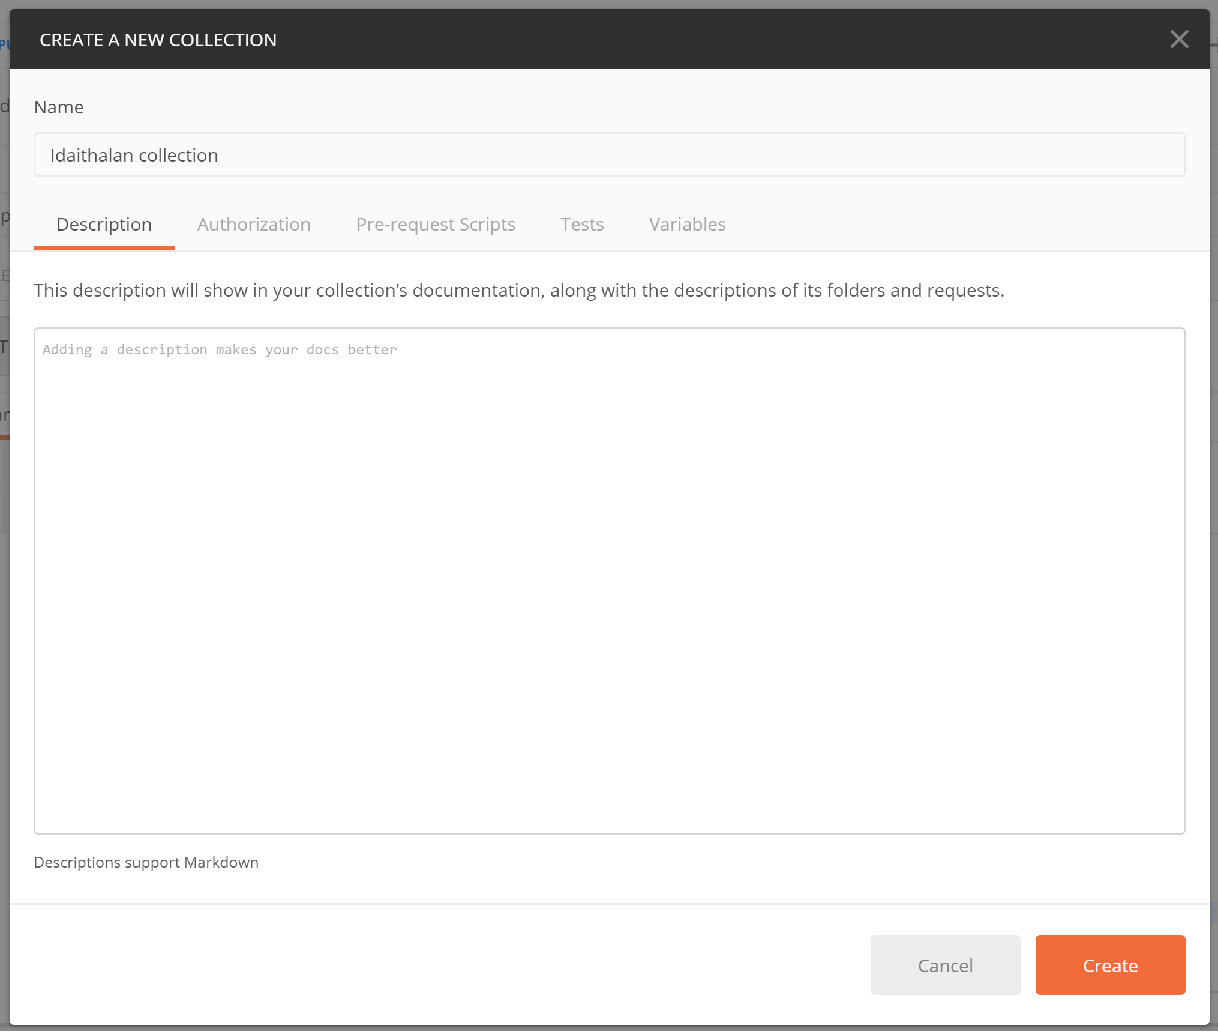 CREATE A NEW COLLECTION
Name
Idaithalan collection
Description Authorization Pre-request Scripts Tests Variables
This description will show in your collection's documentation, along with the descriptions of its folders and requests.
Adding a description makes your docs better
Descriptions support Markdown
Cancel Create